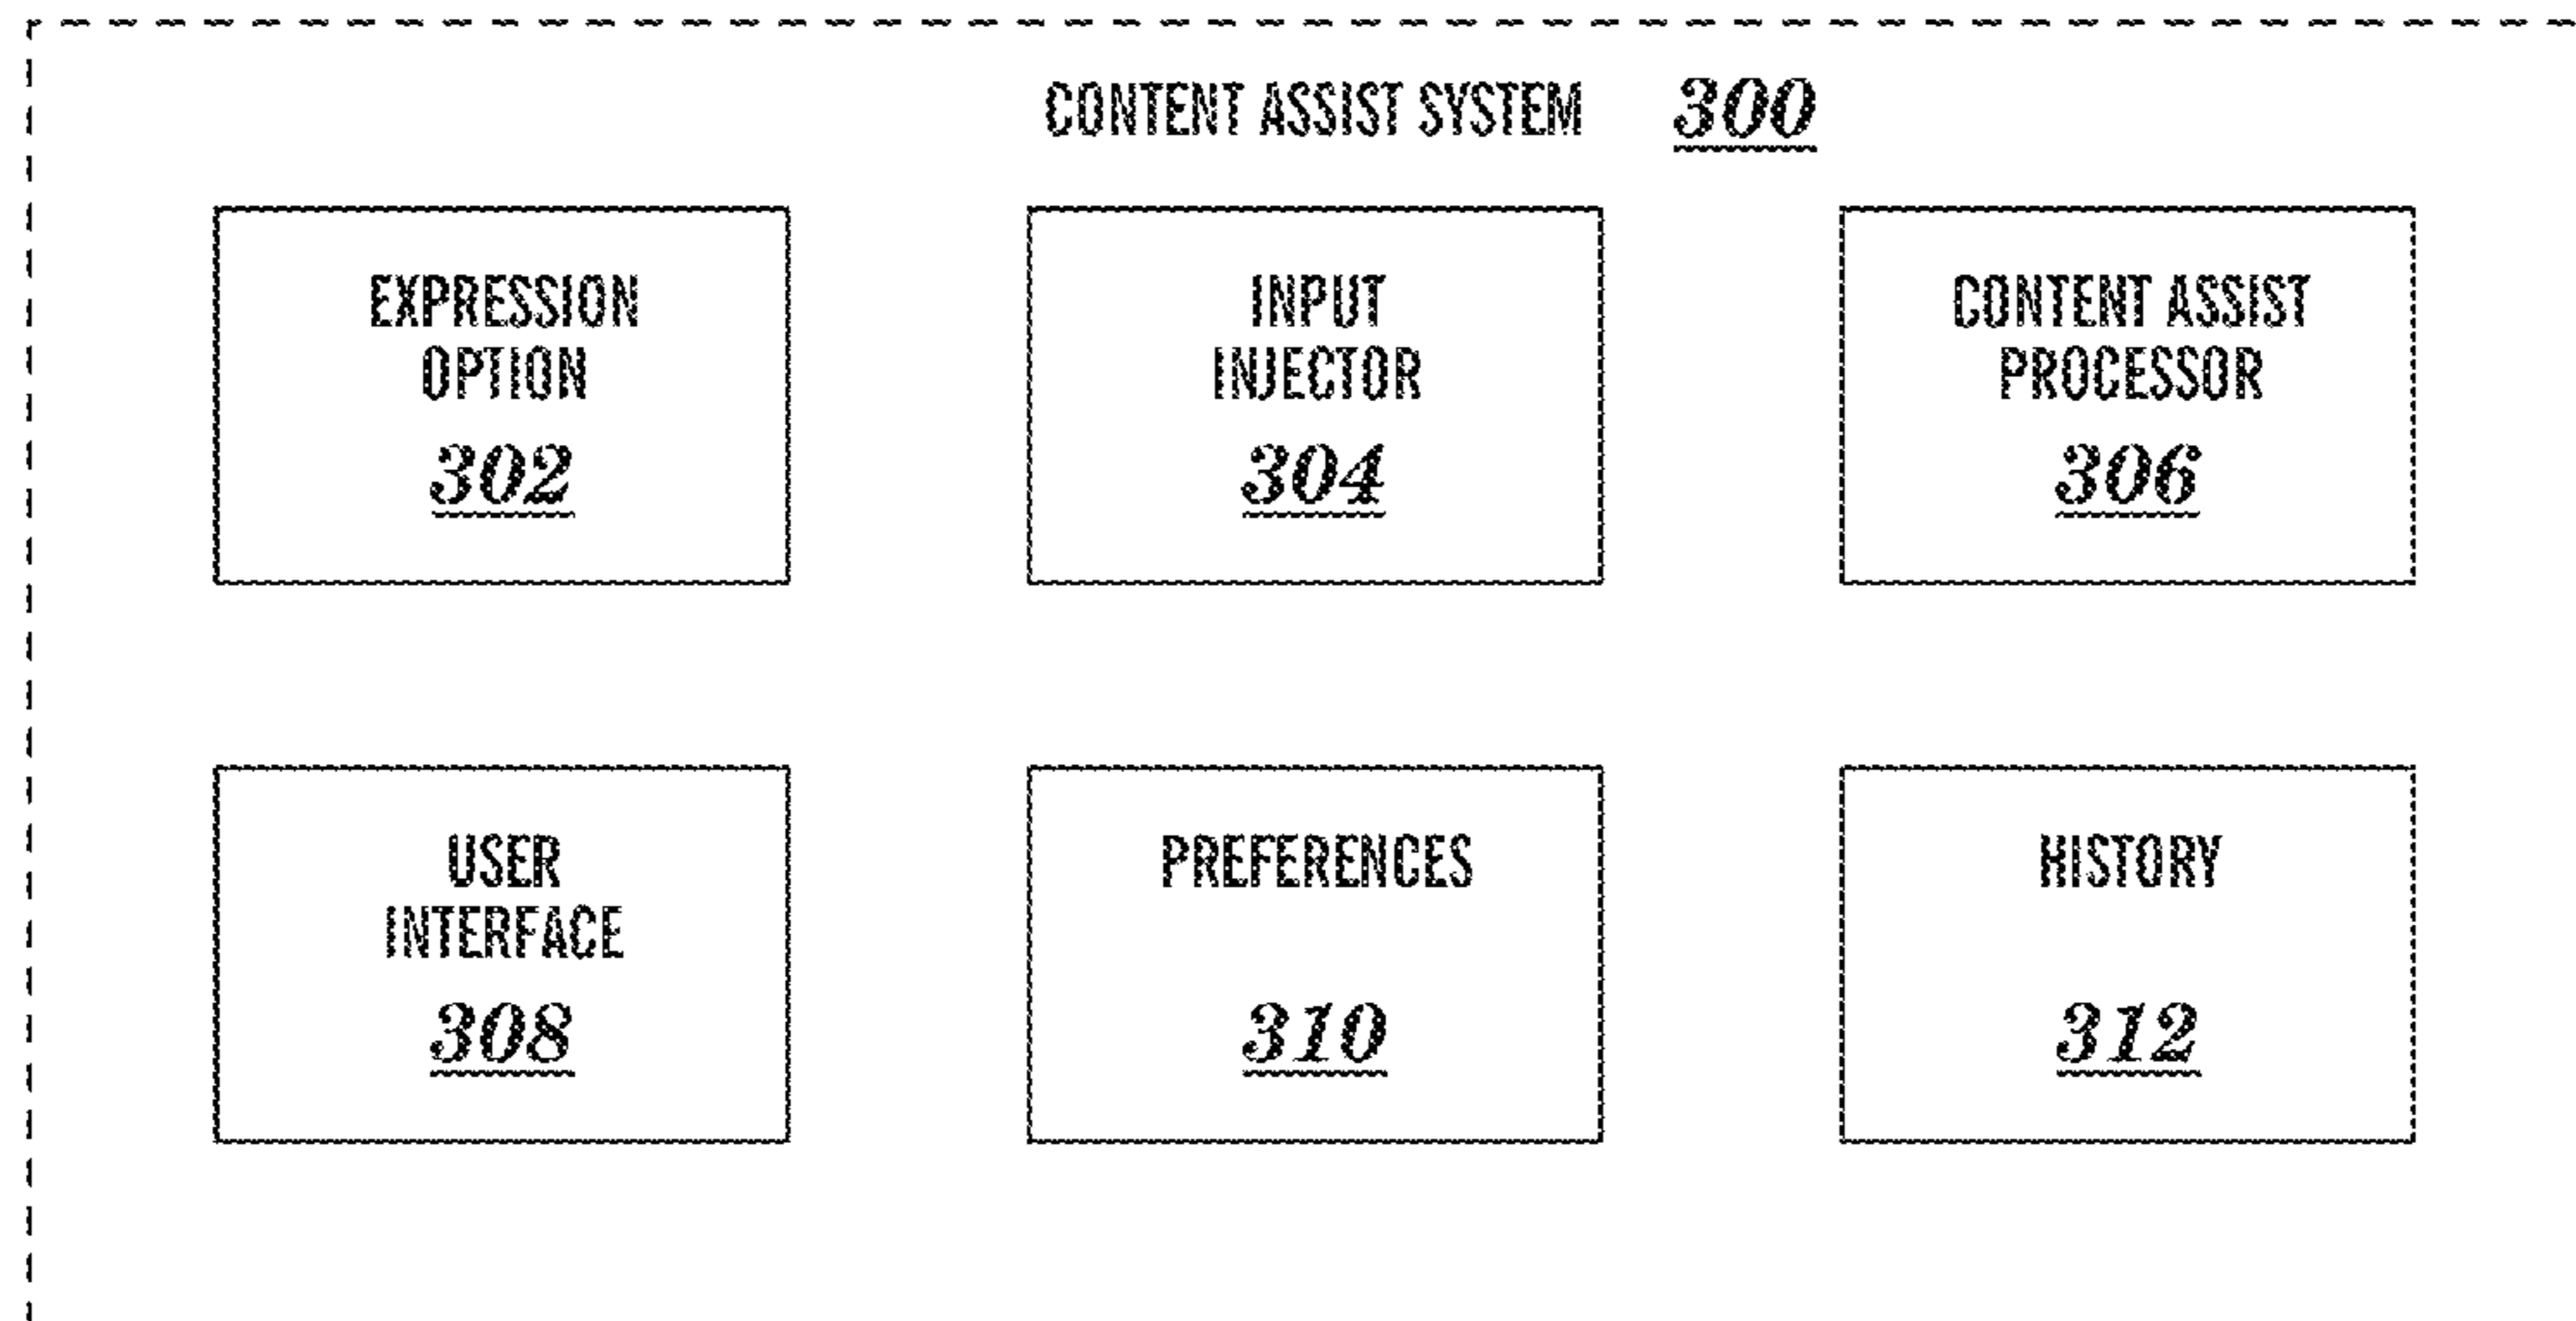 CONTENT ASSIST SYSTEM 300
EXPRESSION
OPTION
302
INPUT
INJECTOR
304
CONTENT ASSIST
PROCESSOR
306
USER
INTERFACE
308
PREFERENCES
310
HISTORY
312